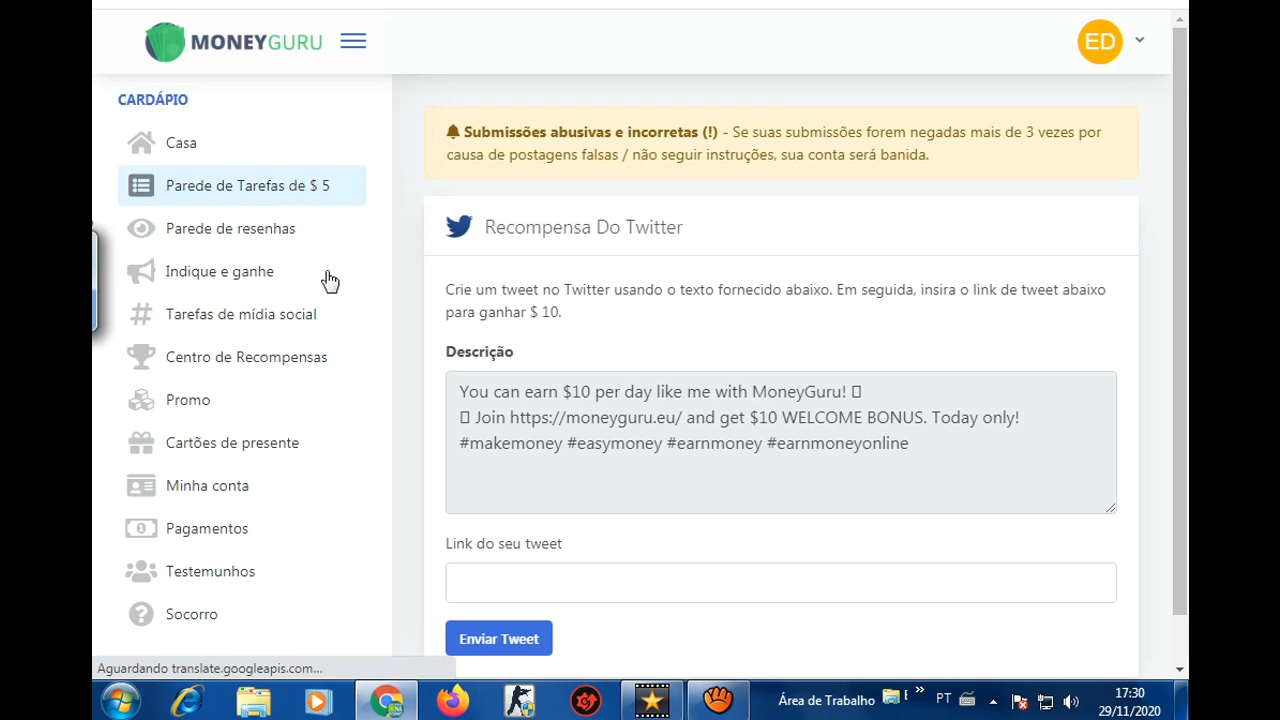 MONEYGURU
ED
CARDÁPIO
Casa
Parede de Tarefas de $ 5
Parede de resenhas
Indique e ganhe
Tarefas de mídia social
Centro de Recompensas
Promo
Cartões de presente
Minha conta
Pagamentos
Testemunhos
Socorro
Submissões abusivas e incorretas (!) - Se suas submissões forem negadas mais de 3 vezes por
causa de postagens falsas / não seguir instruções, sua conta será banida.
Recompensa Do Twitter
Crie um tweet no Twitter usando o texto fornecido abaixo. Em seguida, insira o link de tweet abaixo
para ganhar $ 10.
Descrição
You can earn $10 per day like me with MoneyGuru!
Join https://moneyguru.eu/ and get $10 WELCOME BONUS. Today only!
#makemoney #easymoney #earnmoney #earnmoneyonline
Link do seu tweet
Enviar Tweet
Aguardando translate.googleapis.com...
Área de Trabalho
PT
17:30
29/11/2020